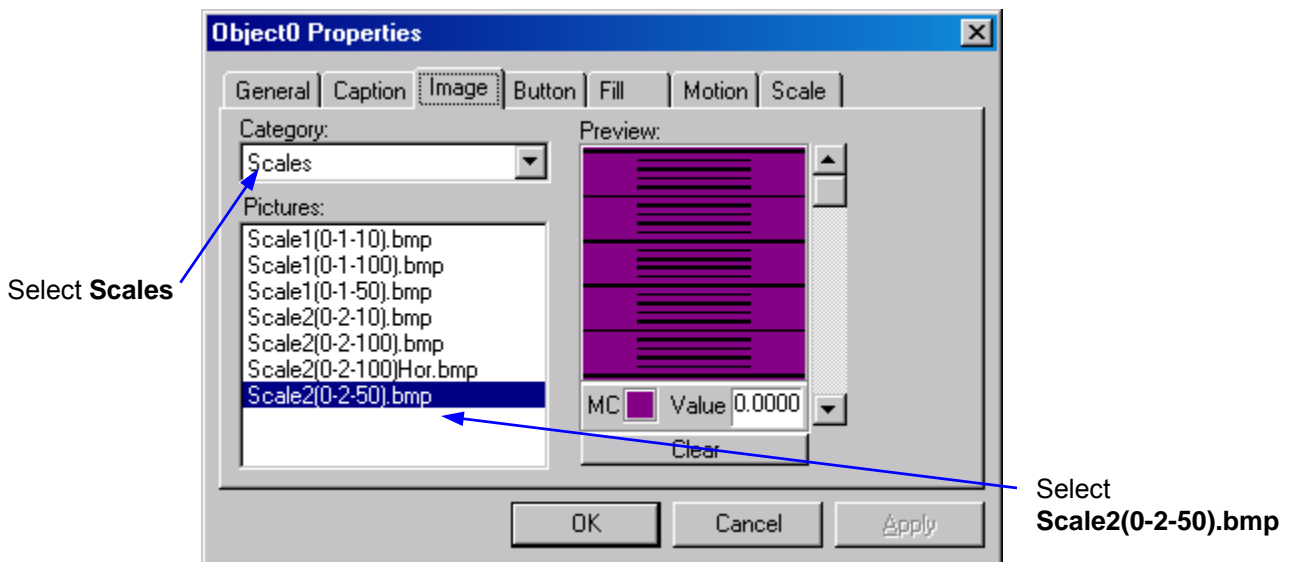 Object0 Properties
General Caption Image Button Fill Motion Scale
Category:
Scales
Pictures:
Scale1(0-1-10).bmp
Scale1(0-1-100).bmp
Scale1(0-1-50).bmp
Scale2(0-2-10).bmp
Scale2(0-2-100).bmp
Scale2(0-2-100)Hor.bmp
Scale2(0-2-50).bmp
Preview:
MC Value 0.0000
Clear
OK Cancel Apply
Select Scales
Select
Scale2(0-2-50).bmp